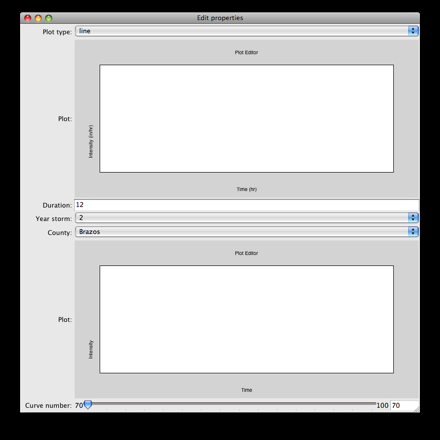 Edit properties
Plot type: line
Plot Editor
Plot:
Intensity (in/hr)
Time (hr)
Duration: 12
Year storm: 2
County: Brazos
Plot Editor
Plot:
Intensity
Time
Curve number: 70 100 70